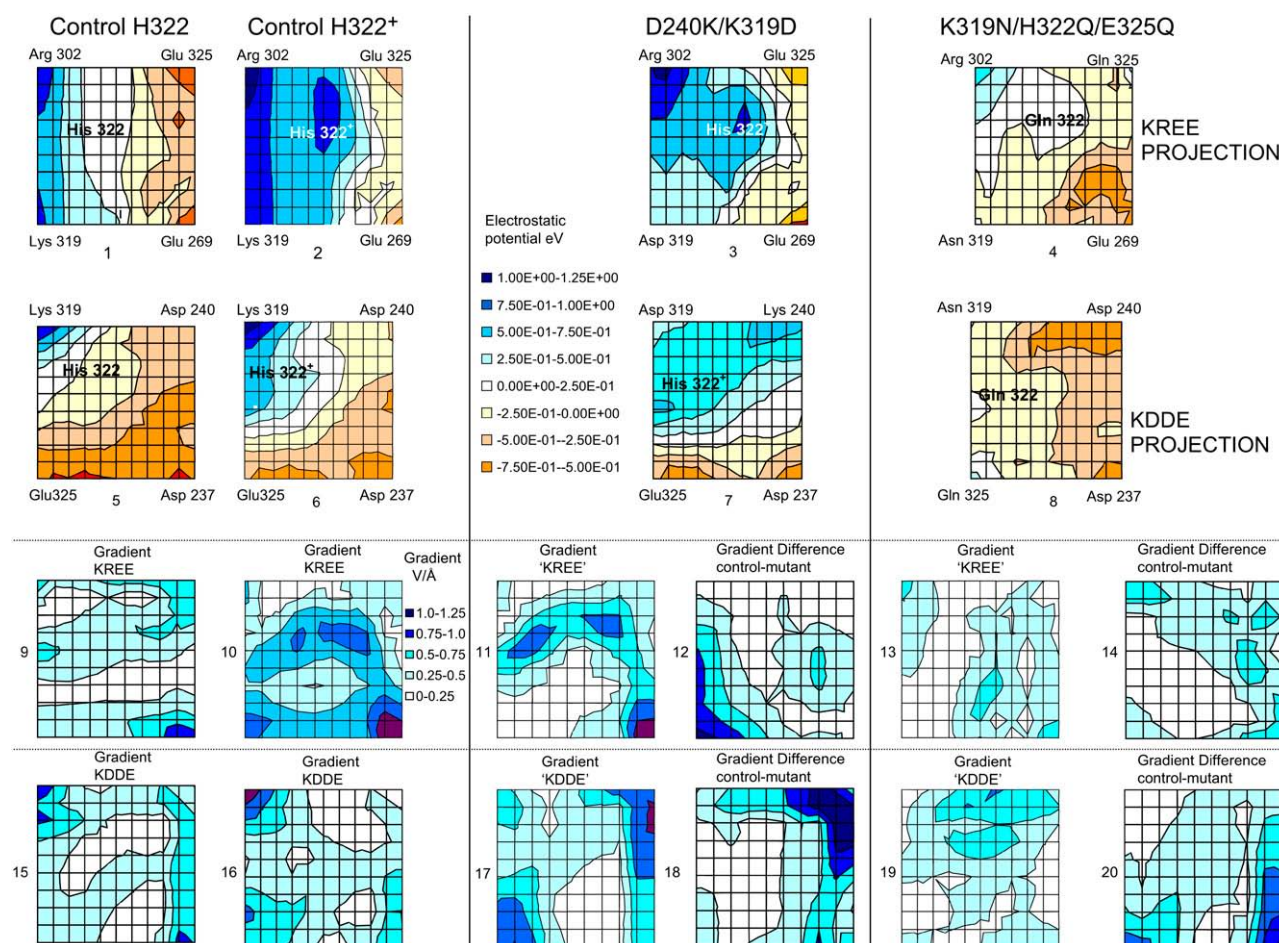 Control H322
Control H322+
D240K/K319D
K319N/H322Q/E325Q
Arg 302
Glu 325
Arg 302
Glu 325
Arg 302
Glu 325
Arg 302
Gln 325
His 322
His 322+
His 322+
Gln 322
KREE
PROJECTION
Lys 319
Glu 269
Lys 319
Glu 269
Asp 319
Glu 269
Asn 319
Glu 269
1
2
3
4
Electrostatic
potential eV
1.00E+00-1.25E+00
7.50E-01-1.00E+00
5.00E-01-7.50E-01
2.50E-01-5.00E-01
0.00E+00-2.50E-01
-2.50E-01-0.00E+00
-5.00E-01--2.50E-01
-7.50E-01--5.00E-01
Lys 319
Asp 240
Lys 319
Asp 240
Asp 319
Lys 240
Asn 319
Asp 240
His 322
His 322+
His 322+
Gln 322
KDDE
PROJECTION
Glu325
Asp 237
Glu325
Asp 237
Glu325
Asp 237
Gln 325
Asp 237
5
6
7
8
Gradient
KREE
Gradient
KREE
Gradient
V/Å
1.0-1.25
0.75-1.0
0.5-0.75
0.25-0.5
0-0.25
Gradient
‘KREE’
Gradient Difference
control-mutant
Gradient
‘KREE’
Gradient Difference
control-mutant
9
10
11
12
13
14
Gradient
KDDE
Gradient
KDDE
Gradient
‘KDDE’
Gradient Difference
control-mutant
Gradient
‘KDDE’
Gradient Difference
control-mutant
15
16
17
18
19
20